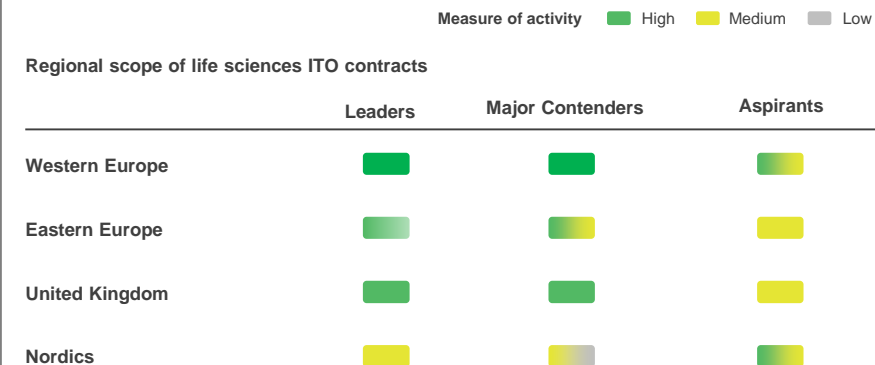 Measure of activity High Medium Low
Regional scope of life sciences ITO contracts
Leaders Major Contenders Aspirants
Western Europe
Eastern Europe
United Kingdom
Nordics